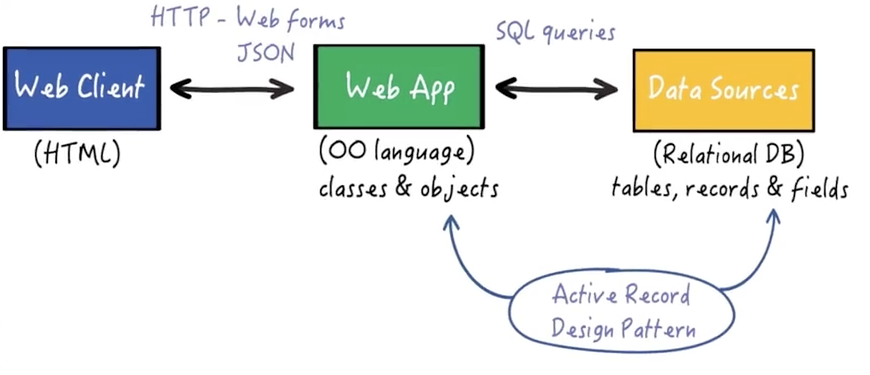 HTTP - Web forms
JSON
SQL queries
Web Client
Web App
Data Sources
(HTML)
(OO language)
classes & objects
(Relational DB)
tables, records & fields
Active Record
Design Pattern